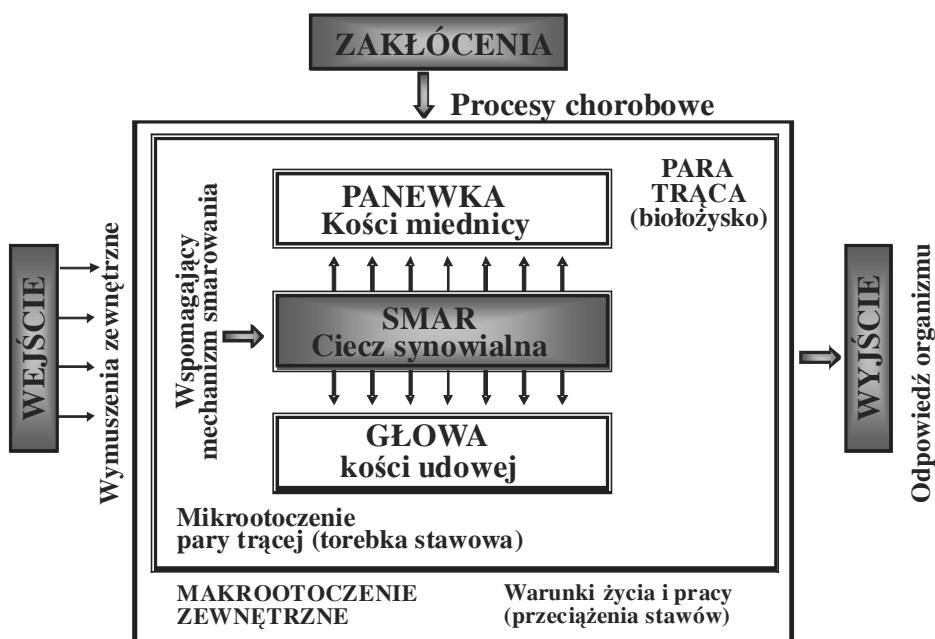 ZAKŁÓCENIA
Procesy chorobowe
PARA
TRĄCA
(biołożysko)
PANEWKA
Kości miednicy
WEJŚCIE
Wymuszenia zewnętrzne
Wspomagający
mechanizm smarowania
SMAR
Ciecz synowialna
WYJŚCIE
Odpowiedź organizmu
GŁOWA
kości udowej
Mikrootoczenie
pary trącej (torebka stawowa)
MAKROOTOCZENIE
ZEWNĘTRZNE
Warunki życia i pracy
(przeciążenia stawów)